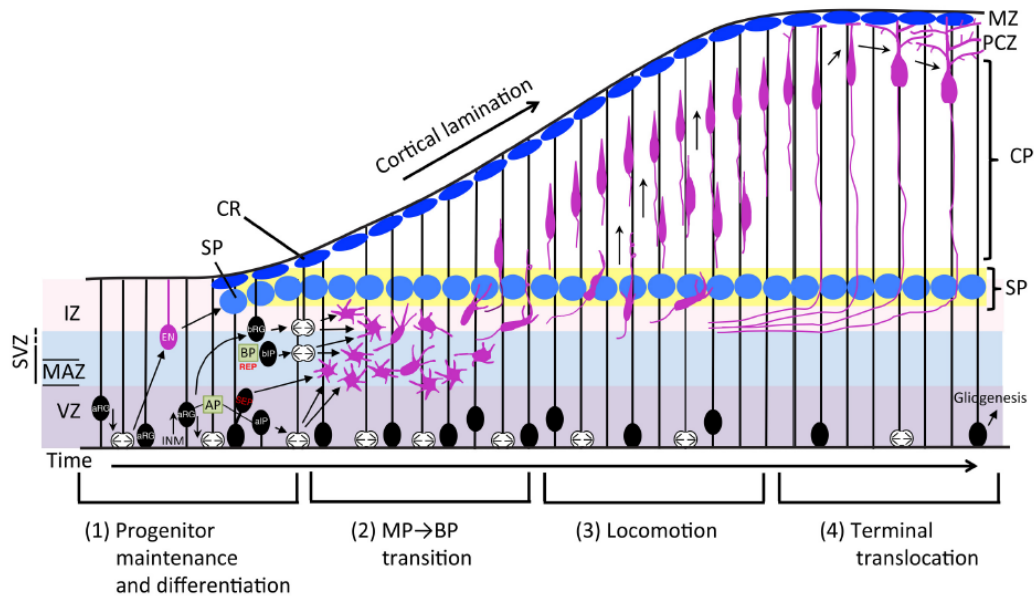 MZ
PCZ
Cortical lamination
CP
CR
SP
SP
IZ
EN
bRG
BP
bIP
REP
SVZ
MAZ
aRG
aRG
AP
SEP
VZ
aRG
INM
aIP
Gliogenesis
Time
(1) Progenitor
maintenance
and differentiation
(2) MP→BP
transition
(3) Locomotion
(4) Terminal
translocation